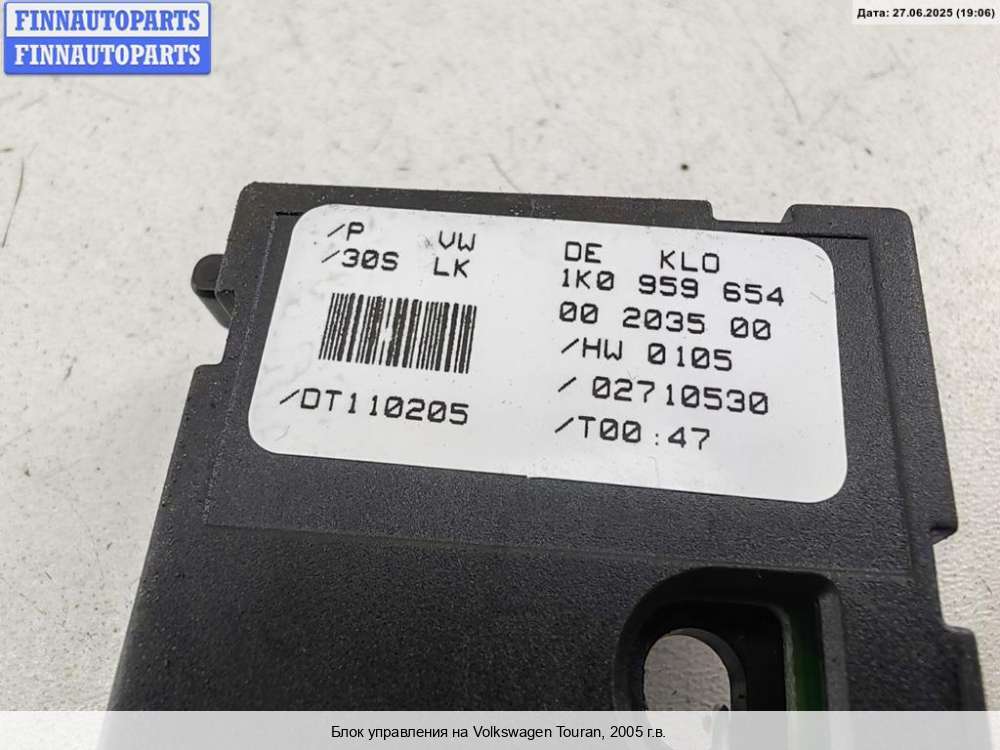 FINNAUTOPARTS
FINNAUTOPARTS
Дата: 27.06.2025 (19:06)
/P VW DE KLO
/30S LK 1K0 959 654
00 2035 00
/HW 0105
/ 02710530
/DT110205
/T00:47
Блок управления на Volkswagen Touran, 2005 г.в.